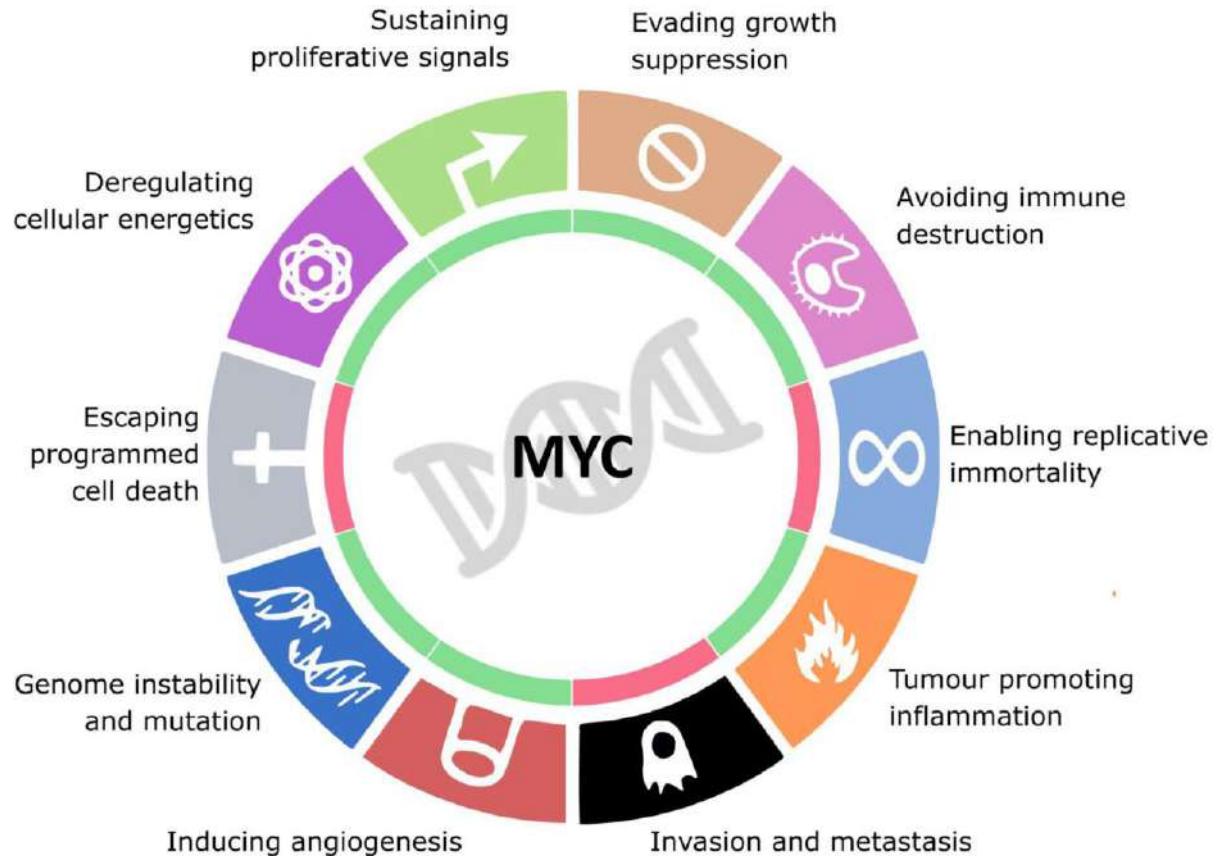 Sustaining
proliferative signals
Evading growth
suppression
Deregulating
cellular energetics
Avoiding immune
destruction
Escaping
programmed
cell death
MYC
Enabling replicative
immortality
Genome instability
and mutation
Tumour promoting
inflammation
Inducing angiogenesis
Invasion and metastasis